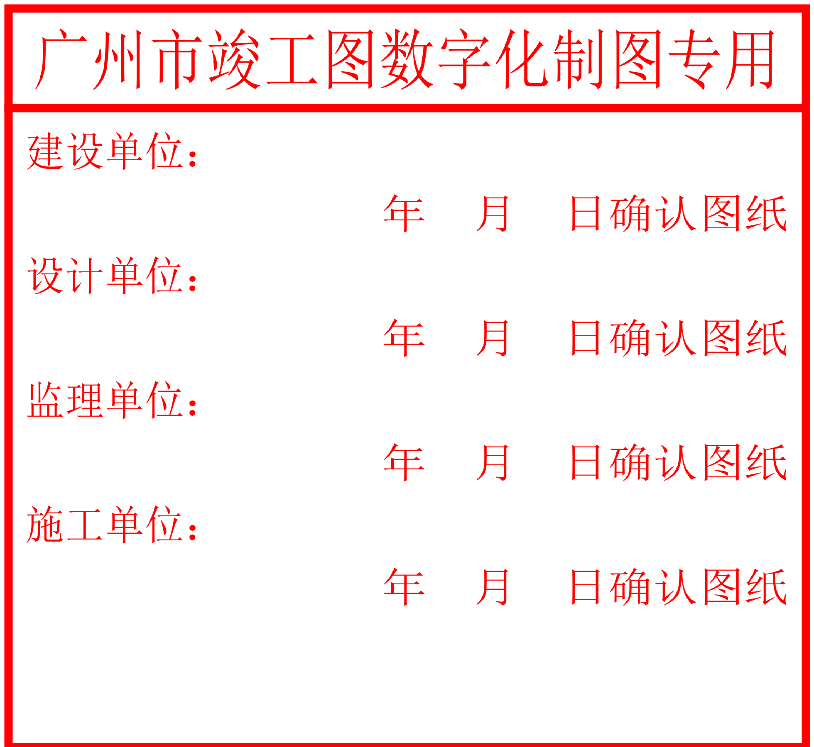 广州市竣工图数字化制图专用
建设单位：
年 月 日确认图纸
设计单位：
年 月 日确认图纸
监理单位：
年 月 日确认图纸
施工单位：
年 月 日确认图纸